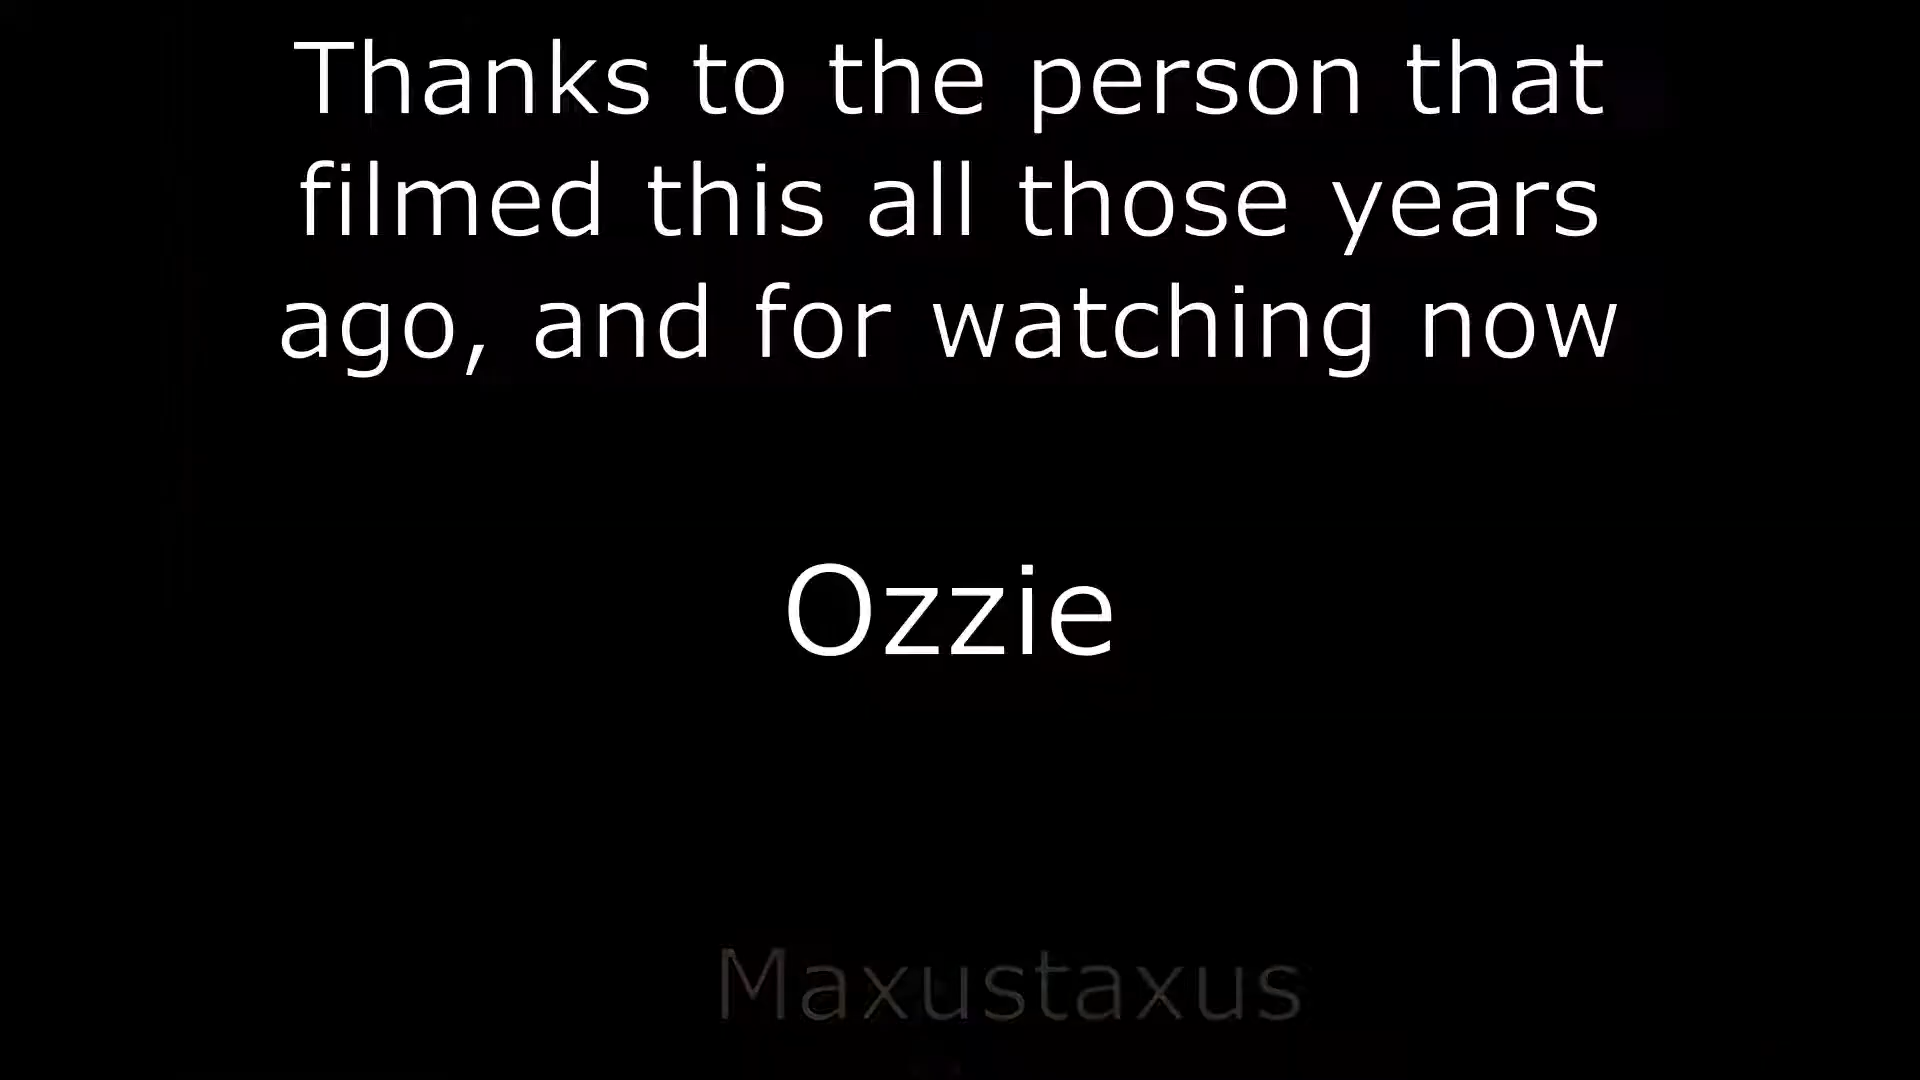 Thanks to the person that
filmed this all those years
ago, and for watching now
Ozzie
Maxustaxus